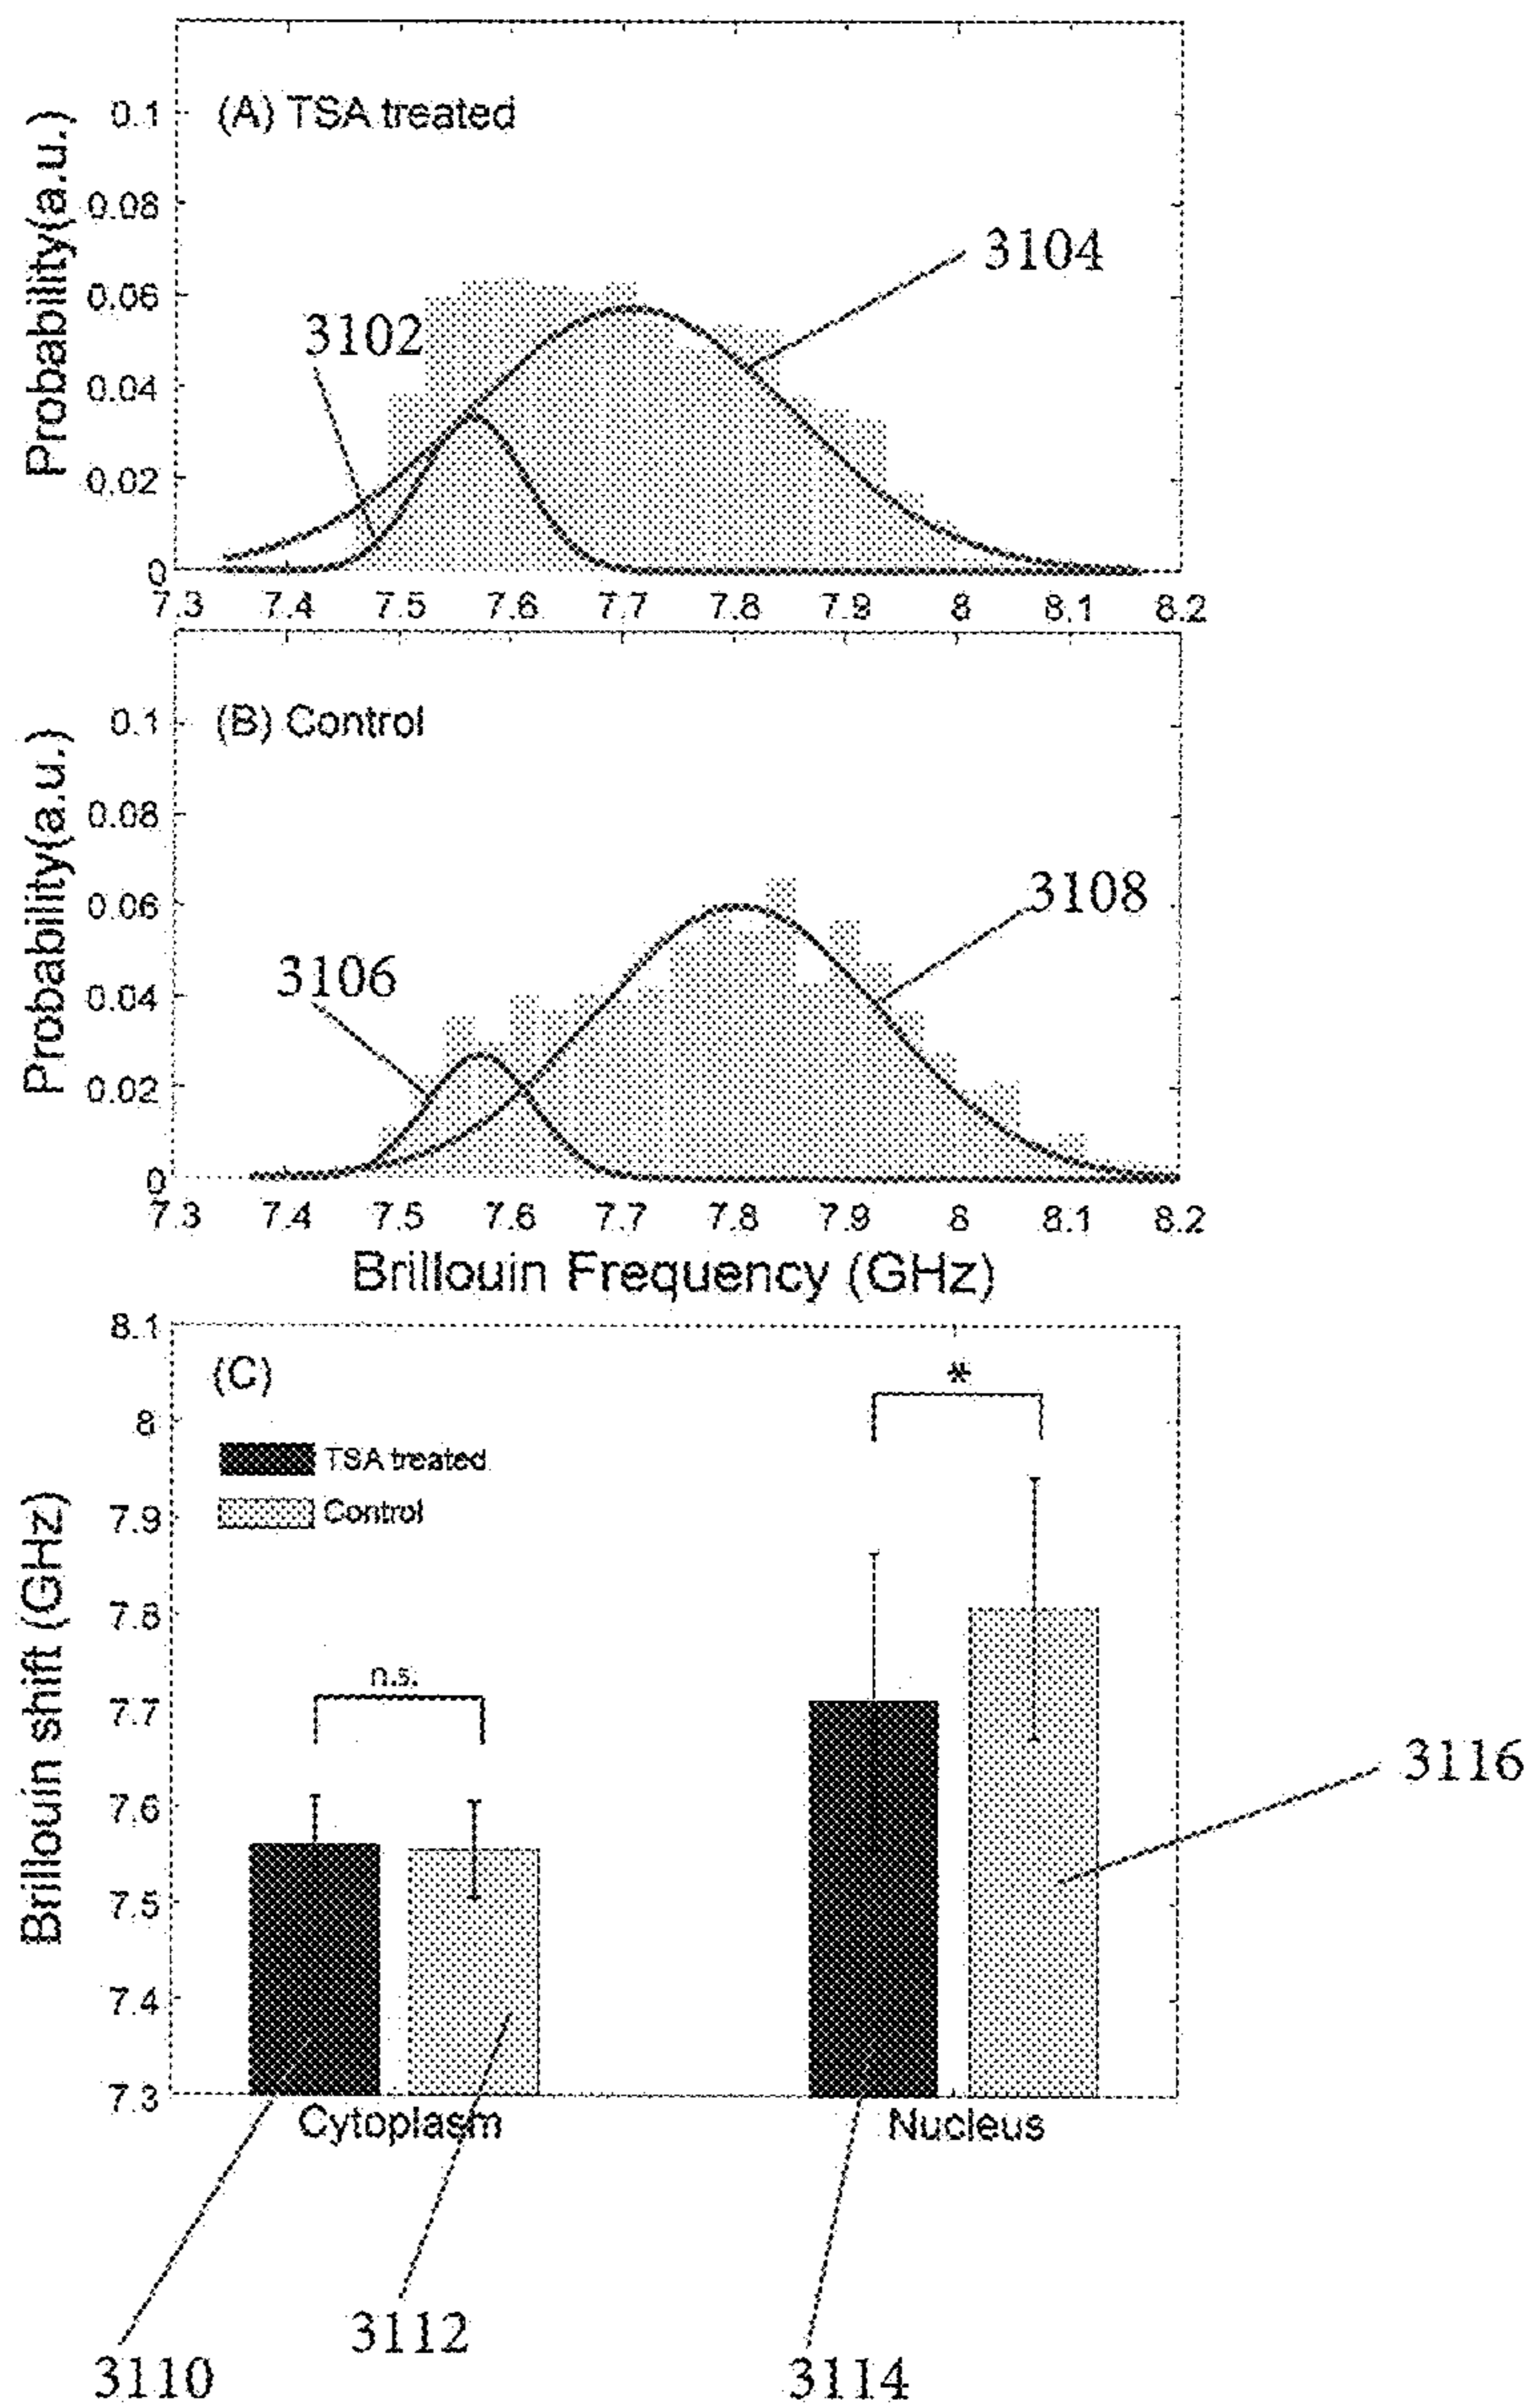 (A) TSA treated
Probability(a.u.)
0.1
0.08
0.06
0.04
0.02
0
3102
3104
7.3 7.4 7.5 7.6 7.7 7.8 7.9 8 8.1 8.2
(B) Control
Probability(a.u.)
0.1
0.08
0.06
0.04
0.02
0
3106
3108
7.3 7.4 7.5 7.6 7.7 7.8 7.9 8 8.1 8.2
Brillouin Frequency (GHz)
(C)
TSA treated
Control
Brillouin shift (GHz)
8.1
8
7.9
7.8
7.7
7.6
7.5
7.4
7.3
n.s.
*
Cytoplasm Nucleus
3116
3112
3110
3114